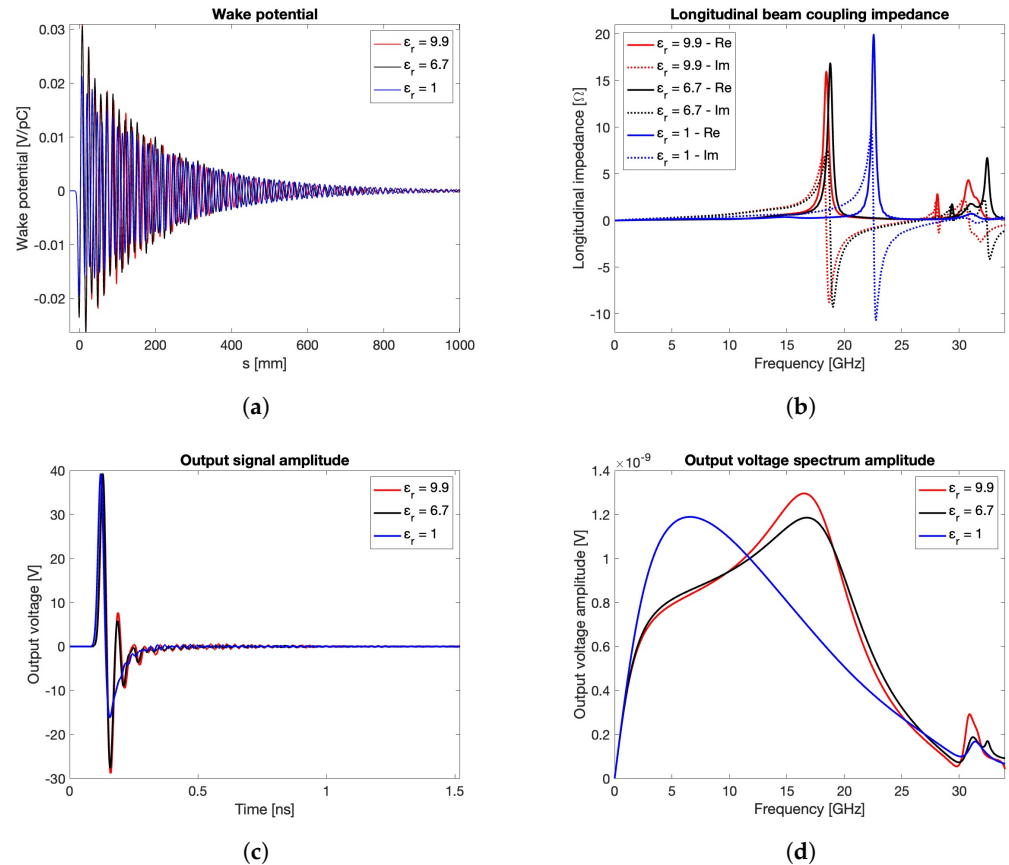 Wake potential
Wake potential [V/pC]
0.03
0.02
0.01
0
-0.01
-0.02
0 200 400 600 800 1000
s [mm]
εr = 9.9
εr = 6.7
εr = 1
(a)
Longitudinal beam coupling impedance
Longitudinal impedance [Ω]
20
15
10
5
0
-5
-10
0 5 10 15 20 25 30
Frequency [GHz]
εr = 9.9 - Re
εr = 9.9 - Im
εr = 6.7 - Re
εr = 6.7 - Im
εr = 1 - Re
εr = 1 - Im
(b)
Output signal amplitude
Output voltage [V]
40
30
20
10
0
-10
-20
-30
0 0.5 1 1.5
Time [ns]
εr = 9.9
εr = 6.7
εr = 1
(c)
Output voltage spectrum amplitude
×10-9
Output voltage amplitude [V]
1.4
1.2
1
0.8
0.6
0.4
0.2
0
0 5 10 15 20 25 30
Frequency [GHz]
εr = 9.9
εr = 6.7
εr = 1
(d)